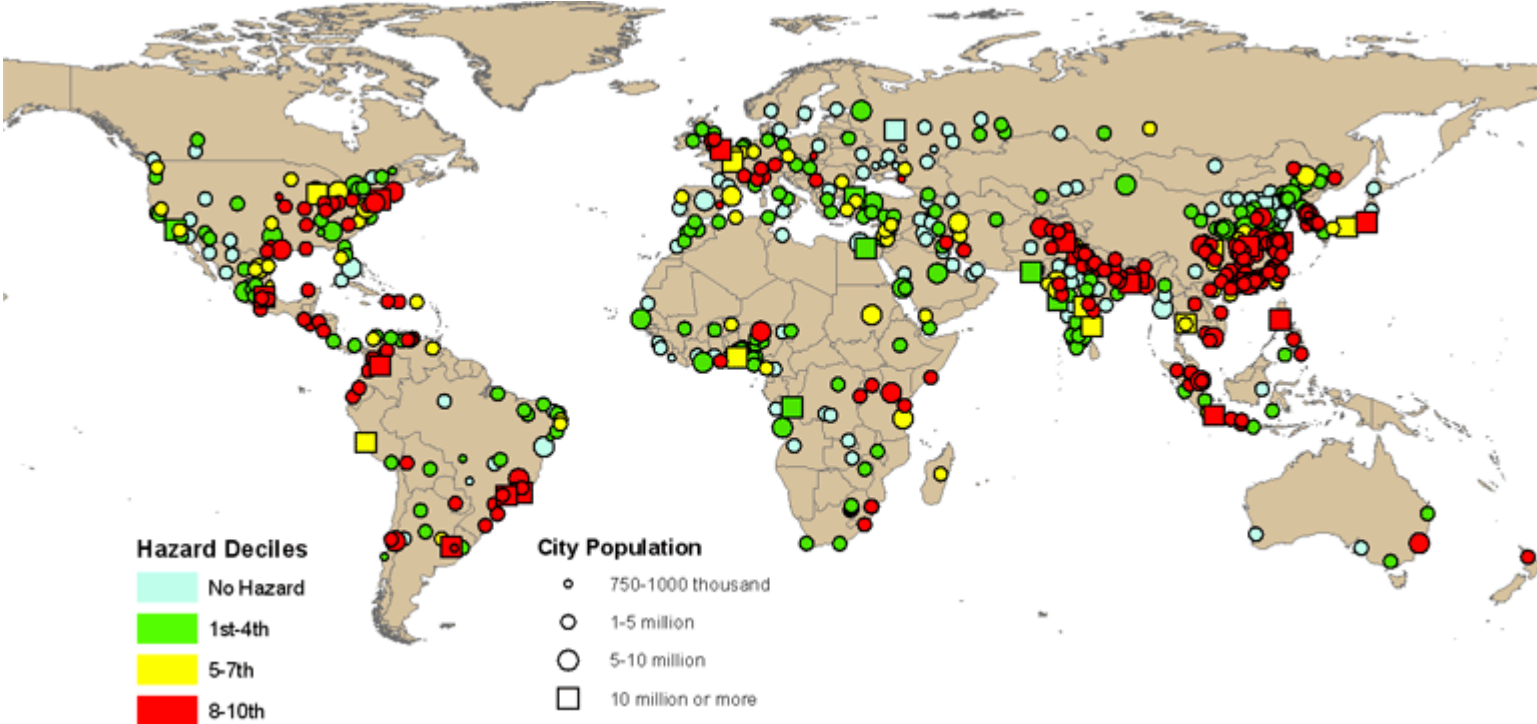 Hazard Deciles
No Hazard
1st-4th
5-7th
8-10th
City Population
750-1000 thousand
1-5 million
5-10 million
10 million or more